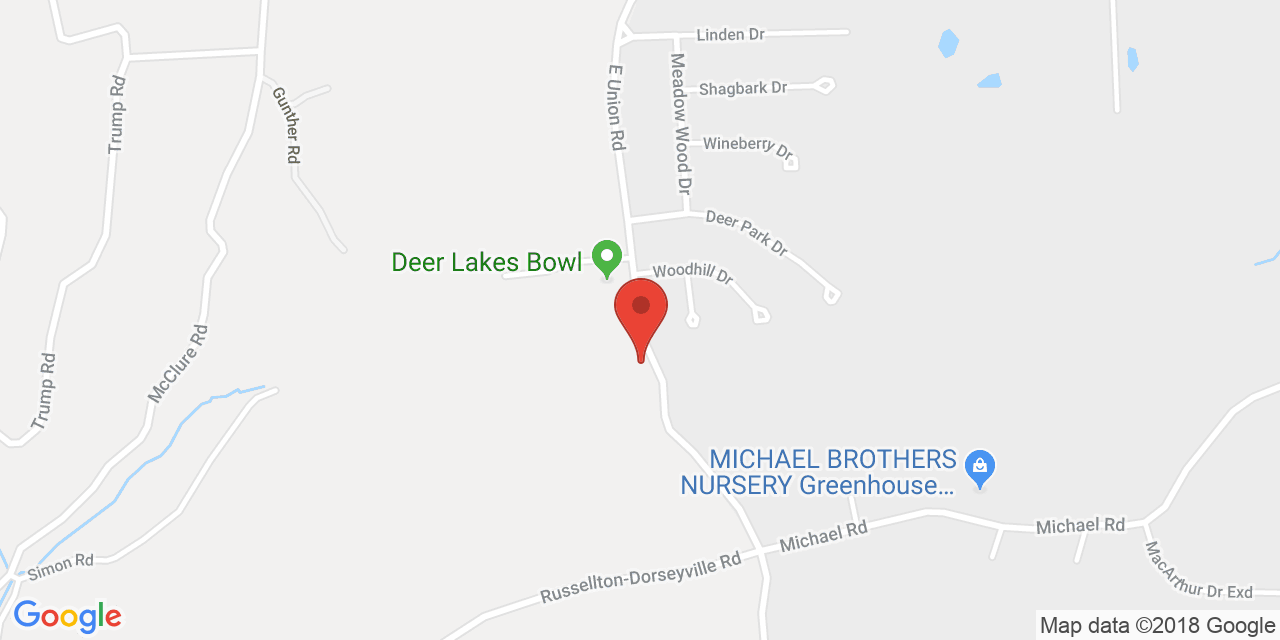 Linden Dr
Meadow Wood Dr
Shagbark Dr
E Union Rd
Trump Rd
Gunther Rd
Wineberry Dr
Deer Park Dr
Deer Lakes Bowl
Woodhill Dr
McClure Rd
Trump Rd
MICHAEL BROTHERS
NURSERY Greenhouse...
Michael Rd
Michael Rd
Simon Rd
Russellton-Dorseyville Rd
MacArthur Dr Exd
Google
Map data ©2018 Google